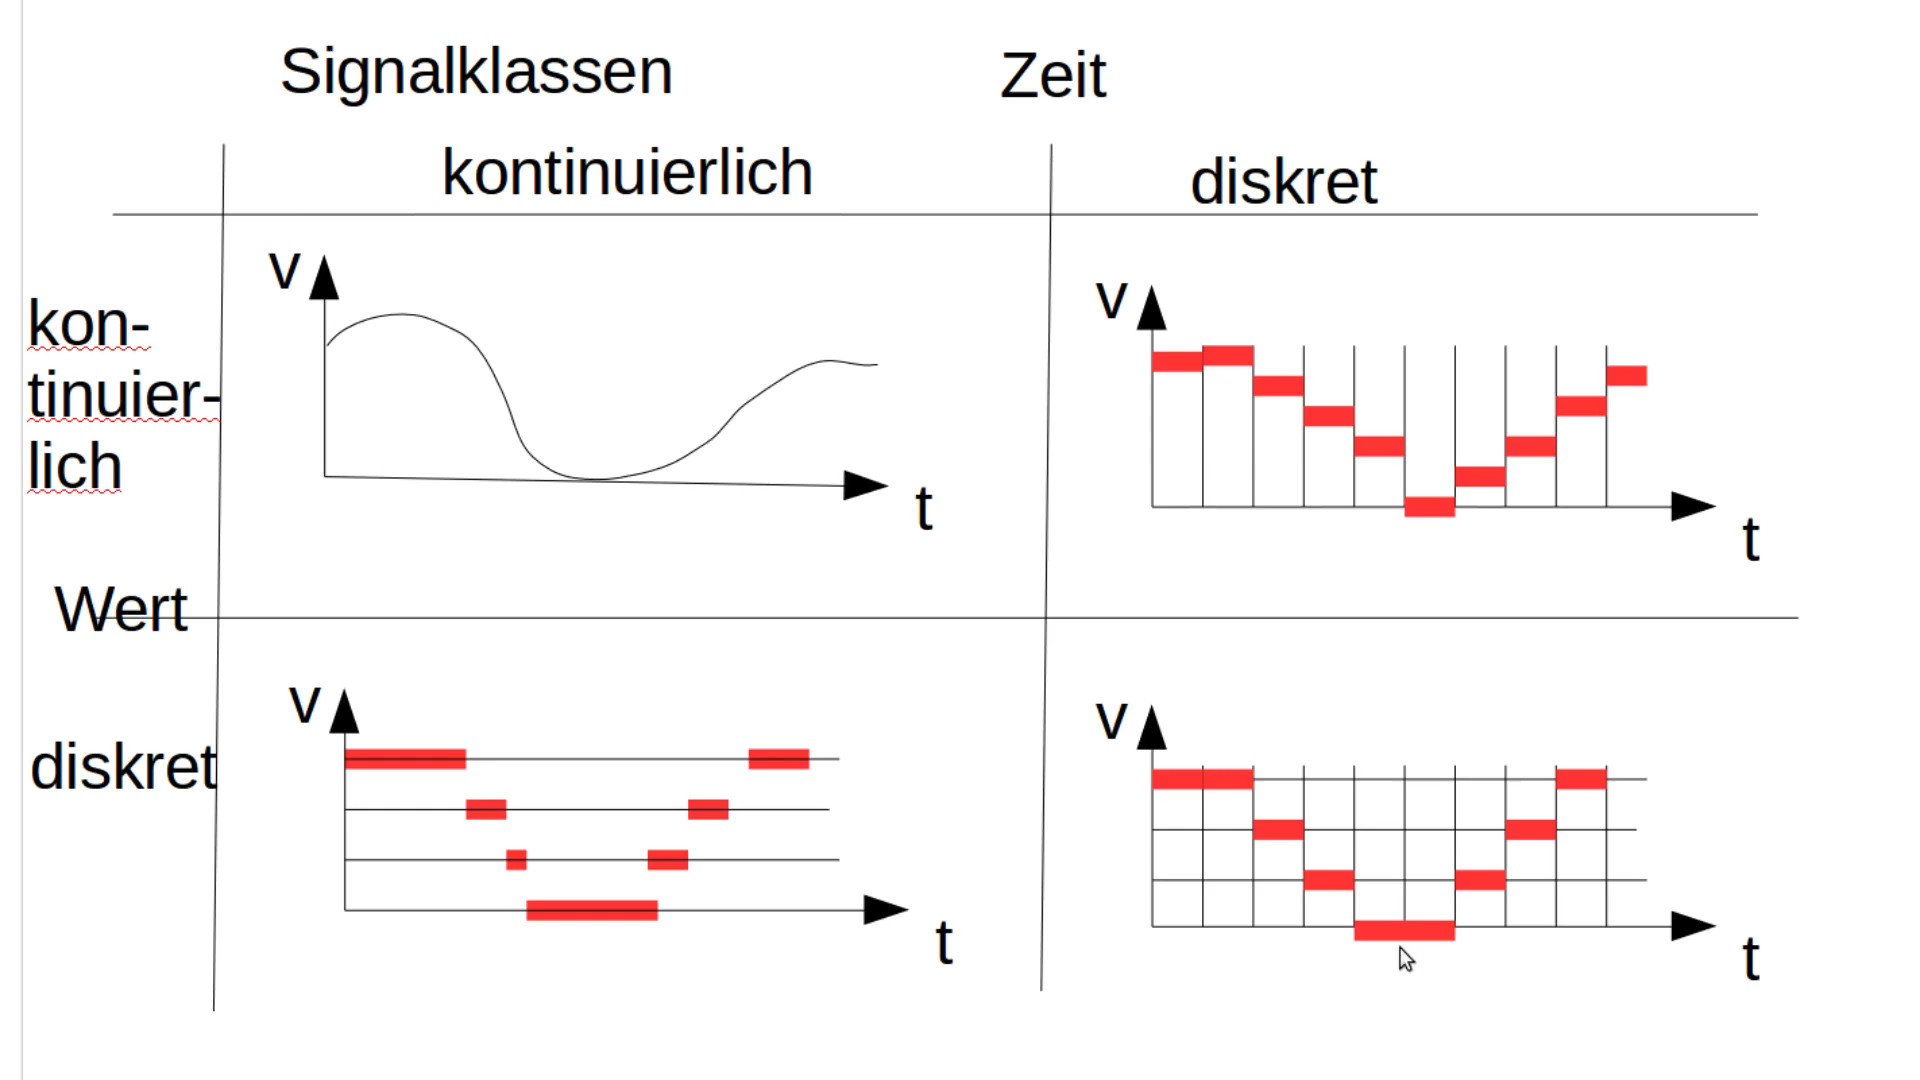 Signalklassen
Zeit
kontinuierlich
diskret
v
v
kon-
tinuier-
lich
t
t
Wert
v
v
diskret
t
t